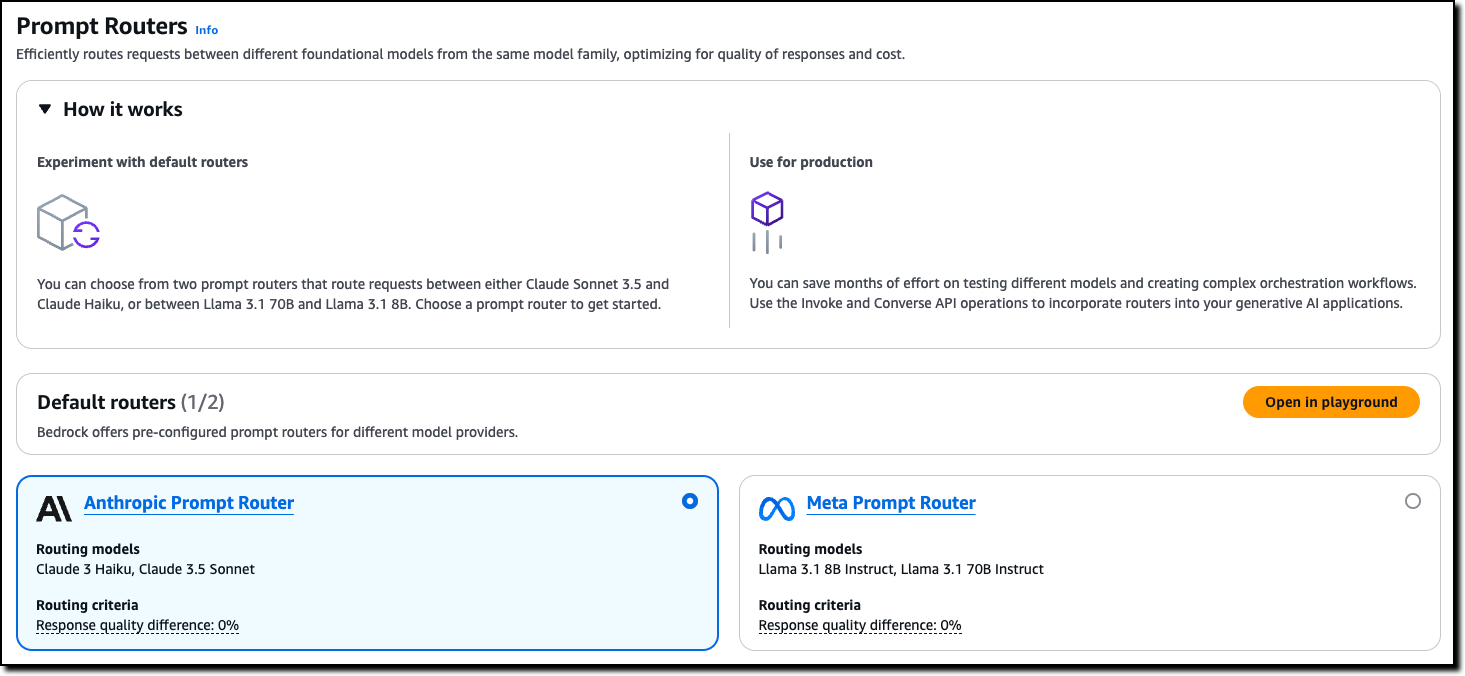 Prompt Routers Info
Efficiently routes requests between different foundational models from the same model family, optimizing for quality of responses and cost.
How it works
Experiment with default routers
You can choose from two prompt routers that route requests between either Claude Sonnet 3.5 and
Claude Haiku, or between Llama 3.1 70B and Llama 3.1 8B. Choose a prompt router to get started.
Use for production
You can save months of effort on testing different models and creating complex orchestration workflows.
Use the Invoke and Converse API operations to incorporate routers into your generative AI applications.
Default routers (1/2)
Open in playground
Bedrock offers pre-configured prompt routers for different model providers.
Anthropic Prompt Router
Routing models
Claude 3 Haiku, Claude 3.5 Sonnet
Routing criteria
Response quality difference: 0%
Meta Prompt Router
Routing models
Llama 3.1 8B Instruct, Llama 3.1 70B Instruct
Routing criteria
Response quality difference: 0%